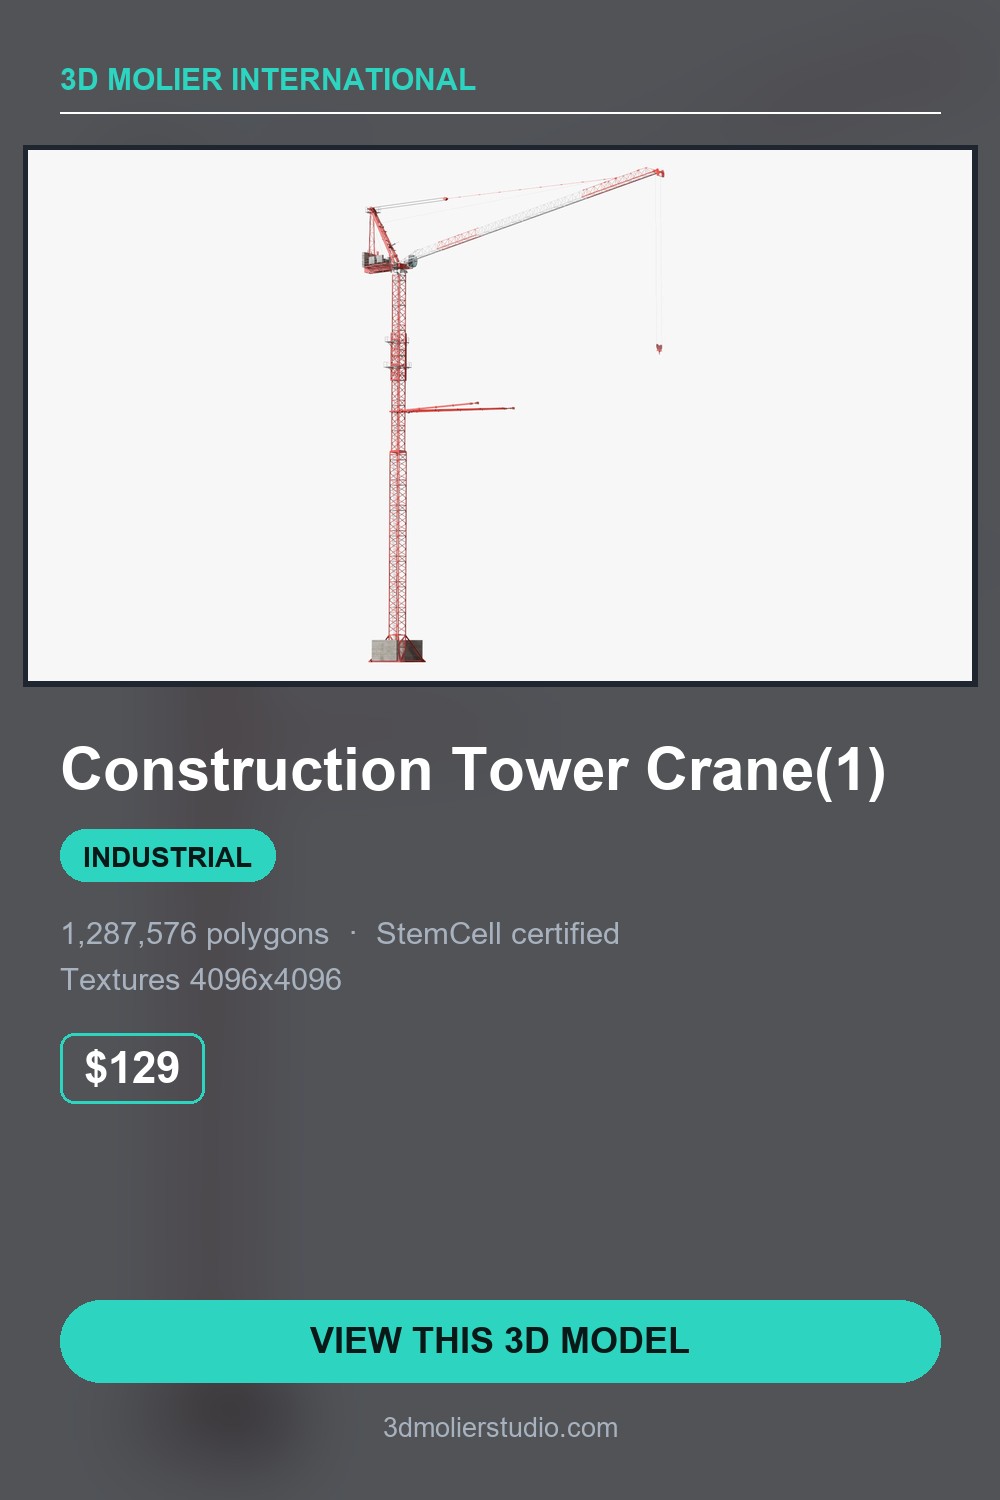 3D MOLIER INTERNATIONAL
Construction Tower Crane(1)
INDUSTRIAL
1,287,576 polygons · StemCell certified
Textures 4096x4096
$129
VIEW THIS 3D MODEL
3dmolierstudio.com